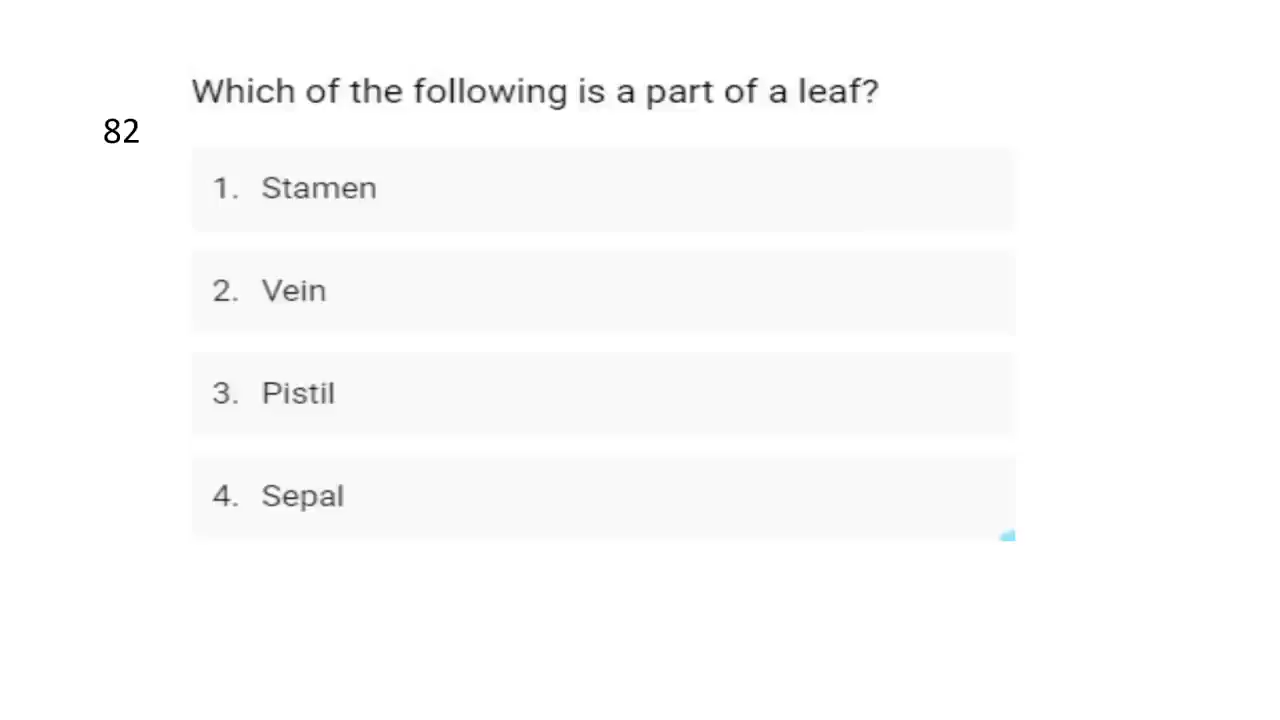 Which of the following is a part of a leaf?
82
1. Stamen
2. Vein
3. Pistil
4. Sepal